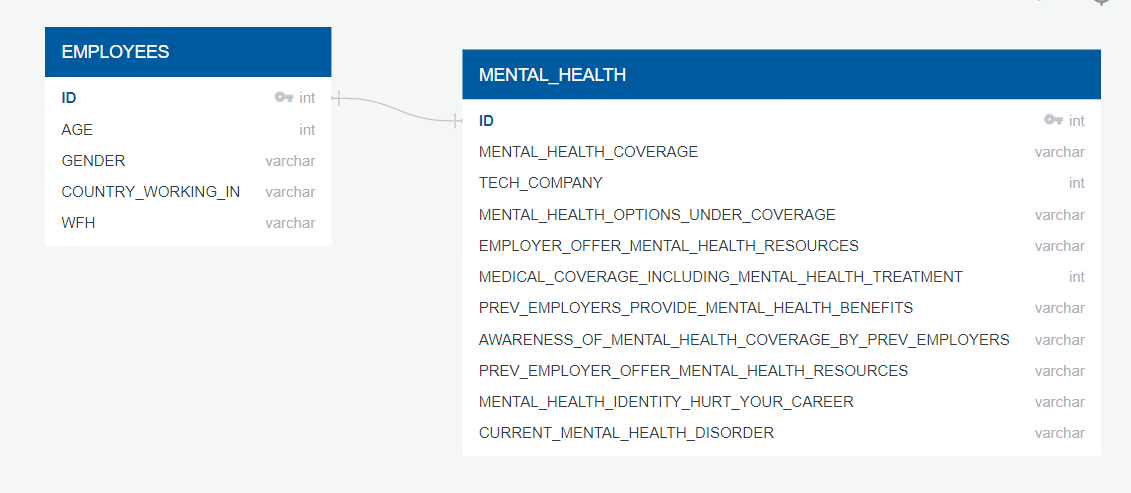 EMPLOYEES
ID int
AGE int
GENDER varchar
COUNTRY_WORKING_IN varchar
WFH varchar
MENTAL_HEALTH
ID int
MENTAL_HEALTH_COVERAGE varchar
TECH_COMPANY int
MENTAL_HEALTH_OPTIONS_UNDER_COVERAGE varchar
EMPLOYER_OFFER_MENTAL_HEALTH_RESOURCES varchar
MEDICAL_COVERAGE_INCLUDING_MENTAL_HEALTH_TREATMENT int
PREV_EMPLOYERS_PROVIDE_MENTAL_HEALTH_BENEFITS varchar
AWARENESS_OF_MENTAL_HEALTH_COVERAGE_BY_PREV_EMPLOYERS varchar
PREV_EMPLOYER_OFFER_MENTAL_HEALTH_RESOURCES varchar
MENTAL_HEALTH_IDENTITY_HURT_YOUR_CAREER varchar
CURRENT_MENTAL_HEALTH_DISORDER varchar